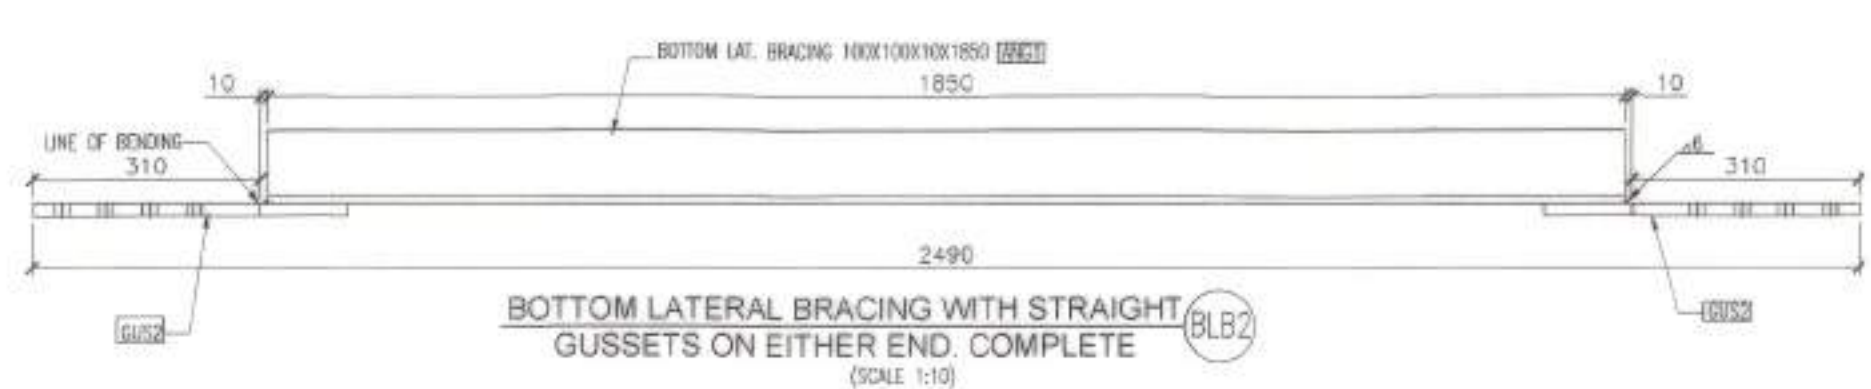 BOTTOM LAT. BRACING 100X100X10X1850 ANG1
10
1850
10
LINE OF BENDING
310
6
310
2490
GUS2
GUS2
BOTTOM LATERAL BRACING WITH STRAIGHT
GUSSETS ON EITHER END. COMPLETE
BLB2
(SCALE 1:10)